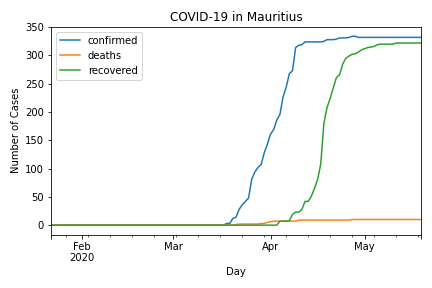 COVID-19 in Mauritius
confirmed
deaths
recovered
Number of Cases
350
300
250
200
150
100
50
0
Feb Mar Apr May
2020
Day